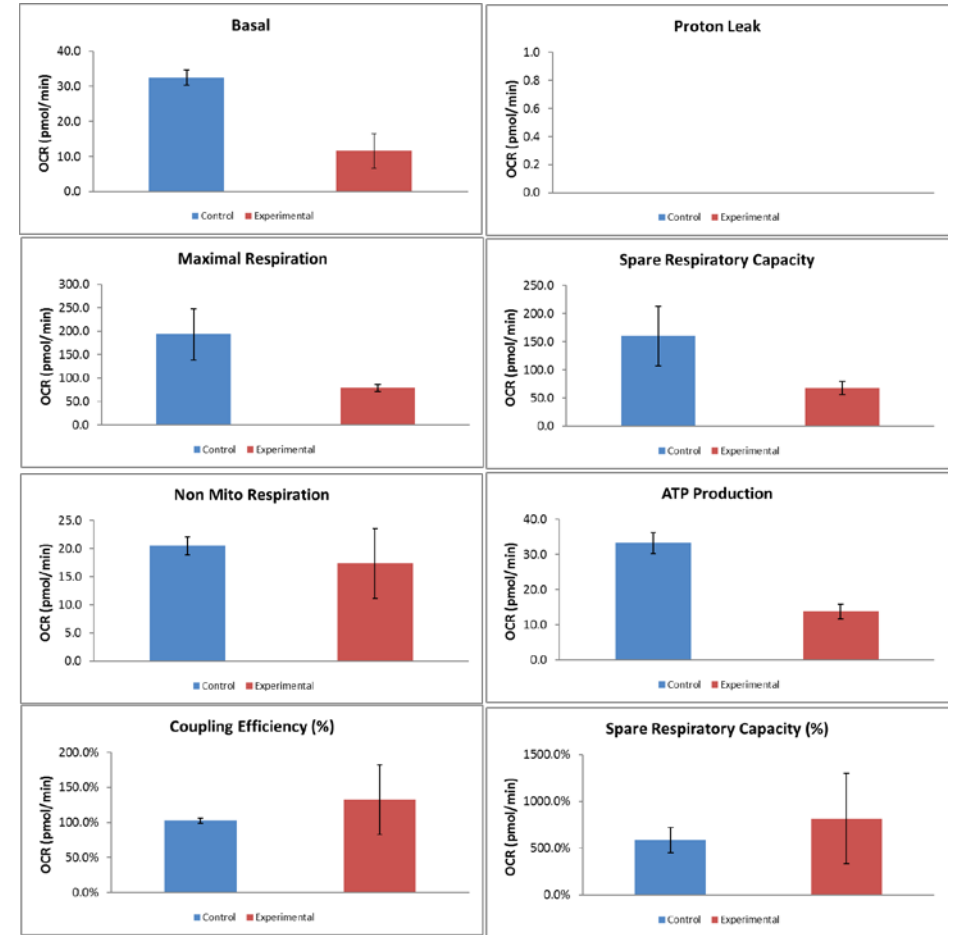 Basal
OCR (pmol/min)
40.0
30.0
20.0
10.0
0.0
Control Experimental
Proton Leak
OCR (pmol/min)
1.0
0.8
0.6
0.4
0.2
0.0
Control Experimental
Maximal Respiration
OCR (pmol/min)
300.0
250.0
200.0
150.0
100.0
50.0
0.0
Control Experimental
Spare Respiratory Capacity
OCR (pmol/min)
250.0
200.0
150.0
100.0
50.0
0.0
Control Experimental
Non Mito Respiration
OCR (pmol/min)
25.0
20.0
15.0
10.0
5.0
0.0
Control Experimental
ATP Production
OCR (pmol/min)
40.0
30.0
20.0
10.0
0.0
Control Experimental
Coupling Efficiency (%)
OCR (pmol/min)
200.0%
150.0%
100.0%
50.0%
0.0%
Control Experimental
Spare Respiratory Capacity (%)
OCR (pmol/min)
1500.0%
1000.0%
500.0%
0.0%
Control Experimental